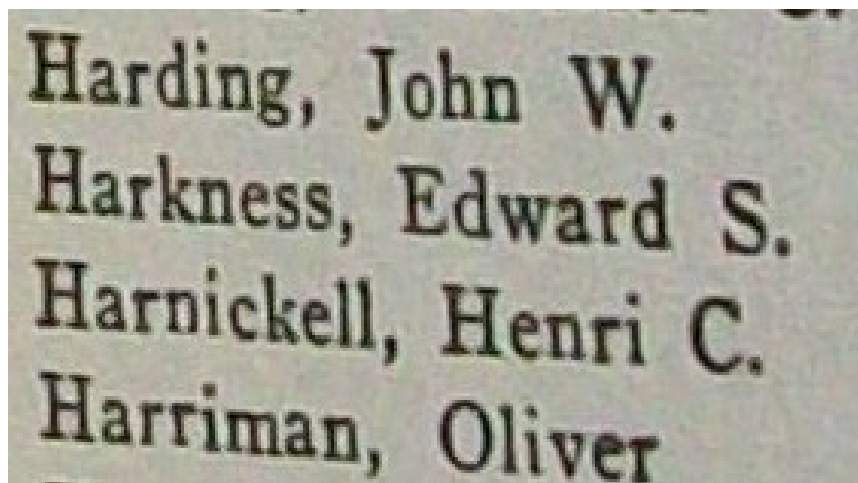 Harding, John W.
Harkness, Edward S.
Harnickell, Henri C.
Harriman, Oliver